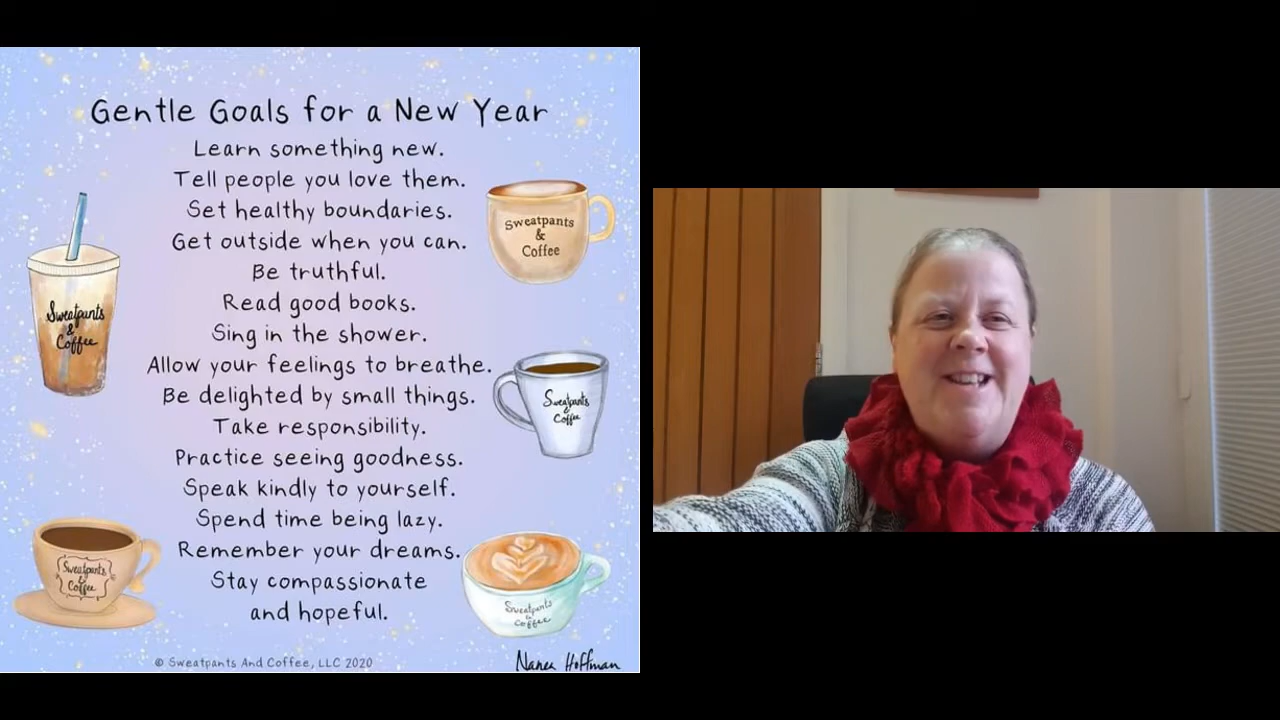 Gentle Goals for a New Year
Learn something new.
Tell people you love them.
Set healthy boundaries.
Get outside when you can.
Be truthful.
Read good books.
Sing in the shower.
Allow your feelings to breathe.
Be delighted by small things.
Take responsibility.
Practice seeing goodness.
Speak kindly to yourself.
Spend time being lazy.
Remember your dreams.
Stay compassionate
and hopeful.
Sweatpants
&
Coffee
Sweatpants
&
Coffee
Sweatpants
&
Coffee
Sweatpants
&
Coffee
Sweatpants
&
Coffee
© Sweatpants And Coffee, LLC 2020
Nanea Hoffman